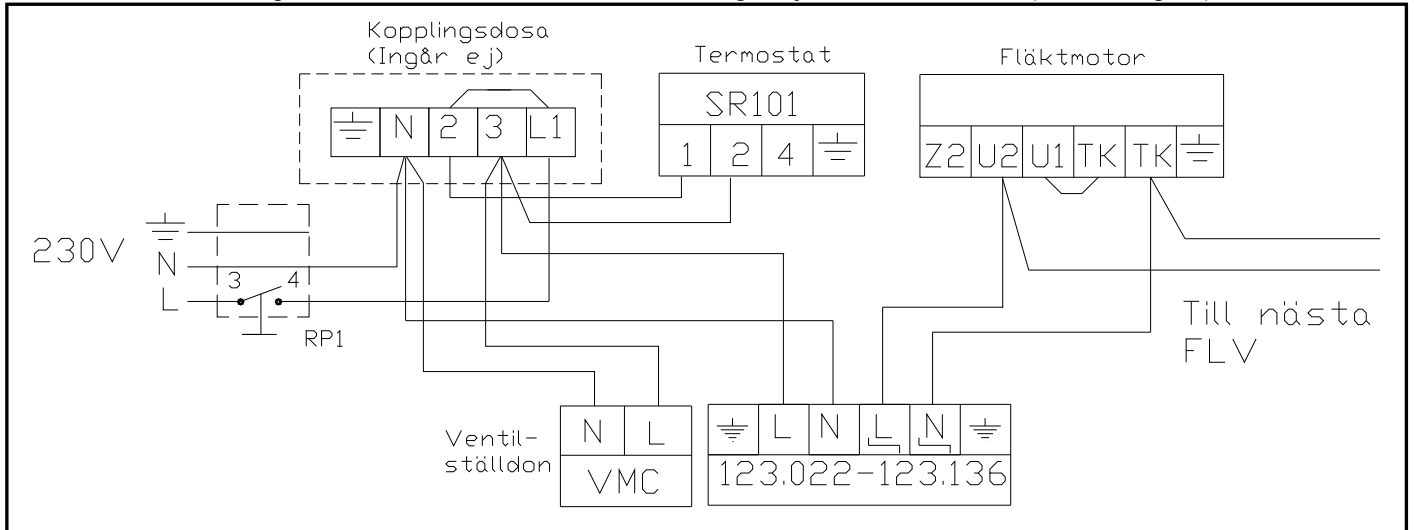 Kopplingsdosa
(Ingår ej)
N 2 3 L1
Termostat
SR101
1 2 4
Fläktmotor
Z2 U2 U1 TK TK
230V
N
L
3 4
RP1
Till nästa
FLV
Ventil-
ställdon
N L
VMC
L N L N
123.022-123.136